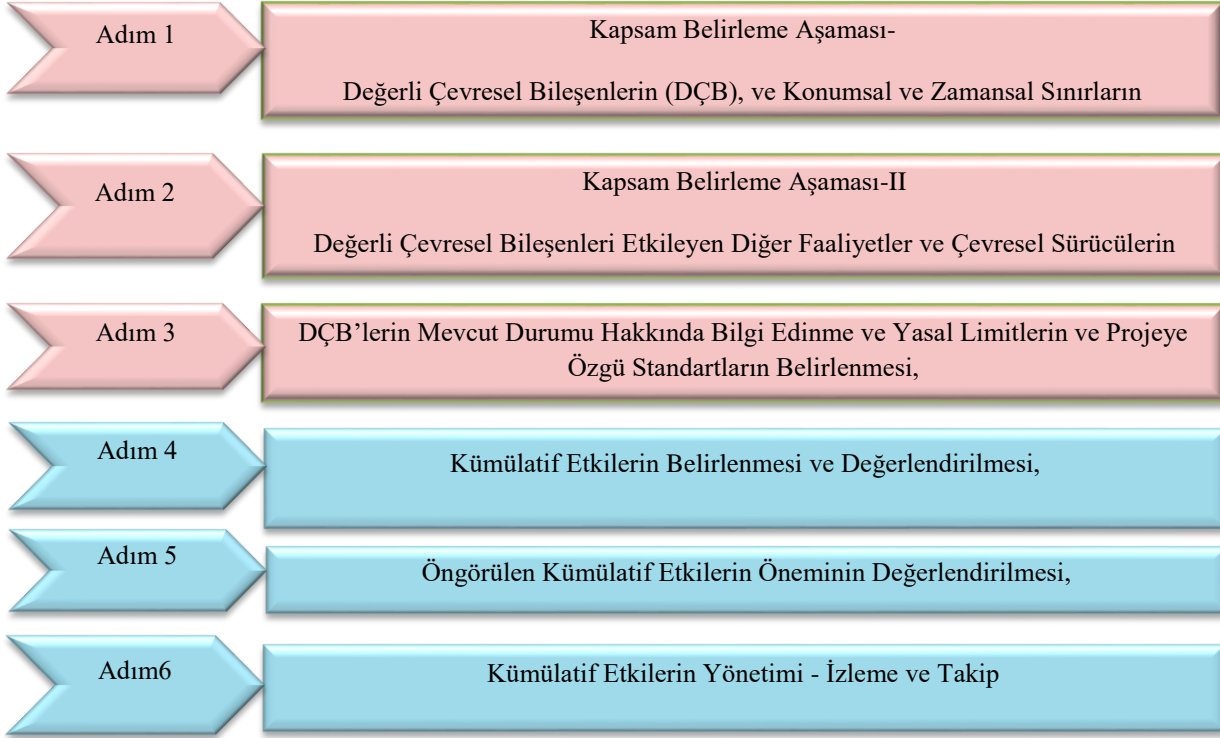 Adım 1
Kapsam Belirleme Aşaması-
Değerli Çevresel Bileşenlerin (DÇB), ve Konumsal ve Zamansal Sınırların
Adım 2
Kapsam Belirleme Aşaması-II
Değerli Çevresel Bileşenleri Etkileyen Diğer Faaliyetler ve Çevresel Sürücülerin
Adım 3
DÇB’lerin Mevcut Durumu Hakkında Bilgi Edinme ve Yasal Limitlerin ve Projeye
Özgü Standartların Belirlenmesi,
Adım 4
Kümülatif Etkilerin Belirlenmesi ve Değerlendirilmesi,
Adım 5
Öngörülen Kümülatif Etkilerin Öneminin Değerlendirilmesi,
Adım6
Kümülatif Etkilerin Yönetimi - İzleme ve Takip